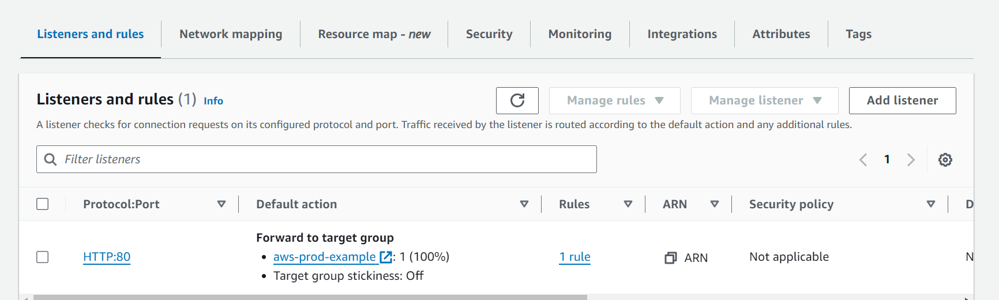 Listeners and rules Network mapping Resource map - new Security Monitoring Integrations Attributes Tags
Listeners and rules (1) Info Manage rules Manage listener Add listener
A listener checks for connection requests on its configured protocol and port. Traffic received by the listener is routed according to the default action and any additional rules.
Filter listeners 1
Protocol:Port Default action Rules ARN Security policy D
Forward to target group
HTTP:80 • aws-prod-example : 1 (100%) 1 rule ARN Not applicable N
• Target group stickiness: Off